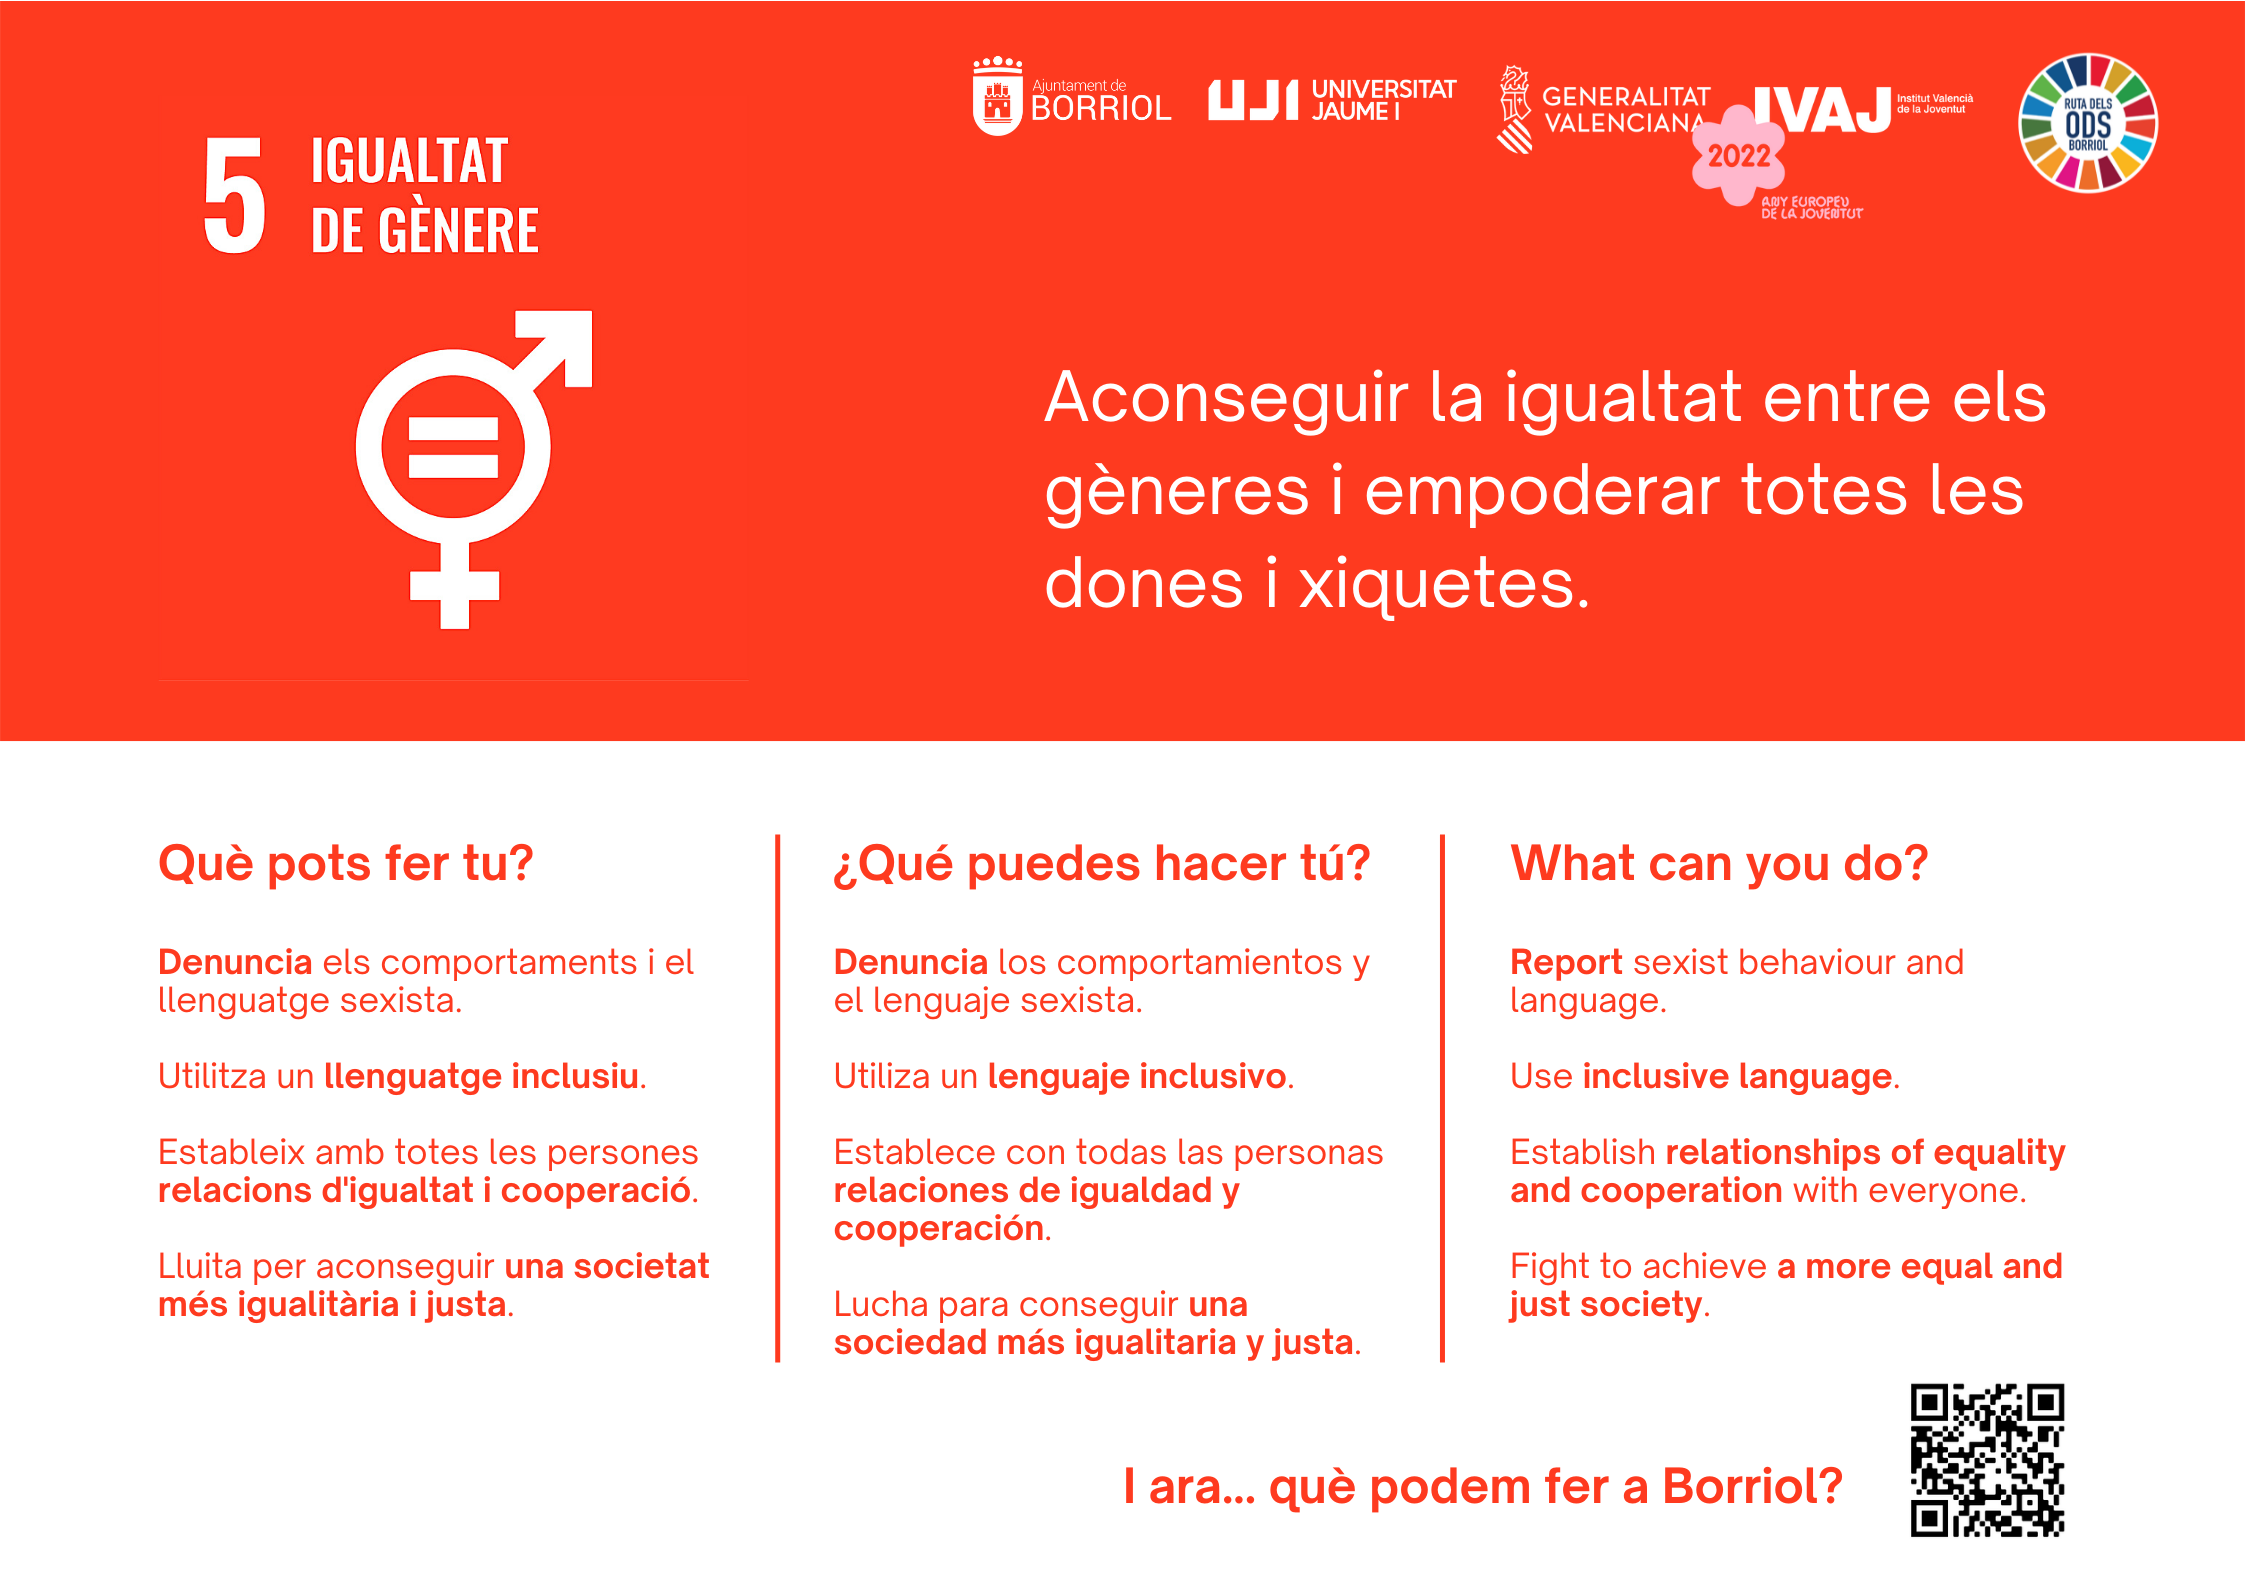 Ajuntament de
BORRIOL
UJI UNIVERSITAT
JAUME I
GENERALITAT
VALENCIANA
IVAJ Institut Valencià
de la Joventut
2022
ANY EUROPEU
DE LA JOVENTUT
RUTA DELS
ODS
BORRIOL
5 IGUALTAT
DE GÈNERE
Aconseguir la igualtat entre els
gèneres i empoderar totes les
dones i xiquetes.
Què pots fer tu?
Denuncia els comportaments i el
llenguatge sexista.
Utilitza un llenguatge inclusiu.
Estableix amb totes les persones
relacions d'igualtat i cooperació.
Lluita per aconseguir una societat
més igualitària i justa.
¿Qué puedes hacer tú?
Denuncia los comportamientos y
el lenguaje sexista.
Utiliza un lenguaje inclusivo.
Establece con todas las personas
relaciones de igualdad y
cooperación.
Lucha para conseguir una
sociedad más igualitaria y justa.
What can you do?
Report sexist behaviour and
language.
Use inclusive language.
Establish relationships of equality
and cooperation with everyone.
Fight to achieve a more equal and
just society.
I ara... què podem fer a Borriol?